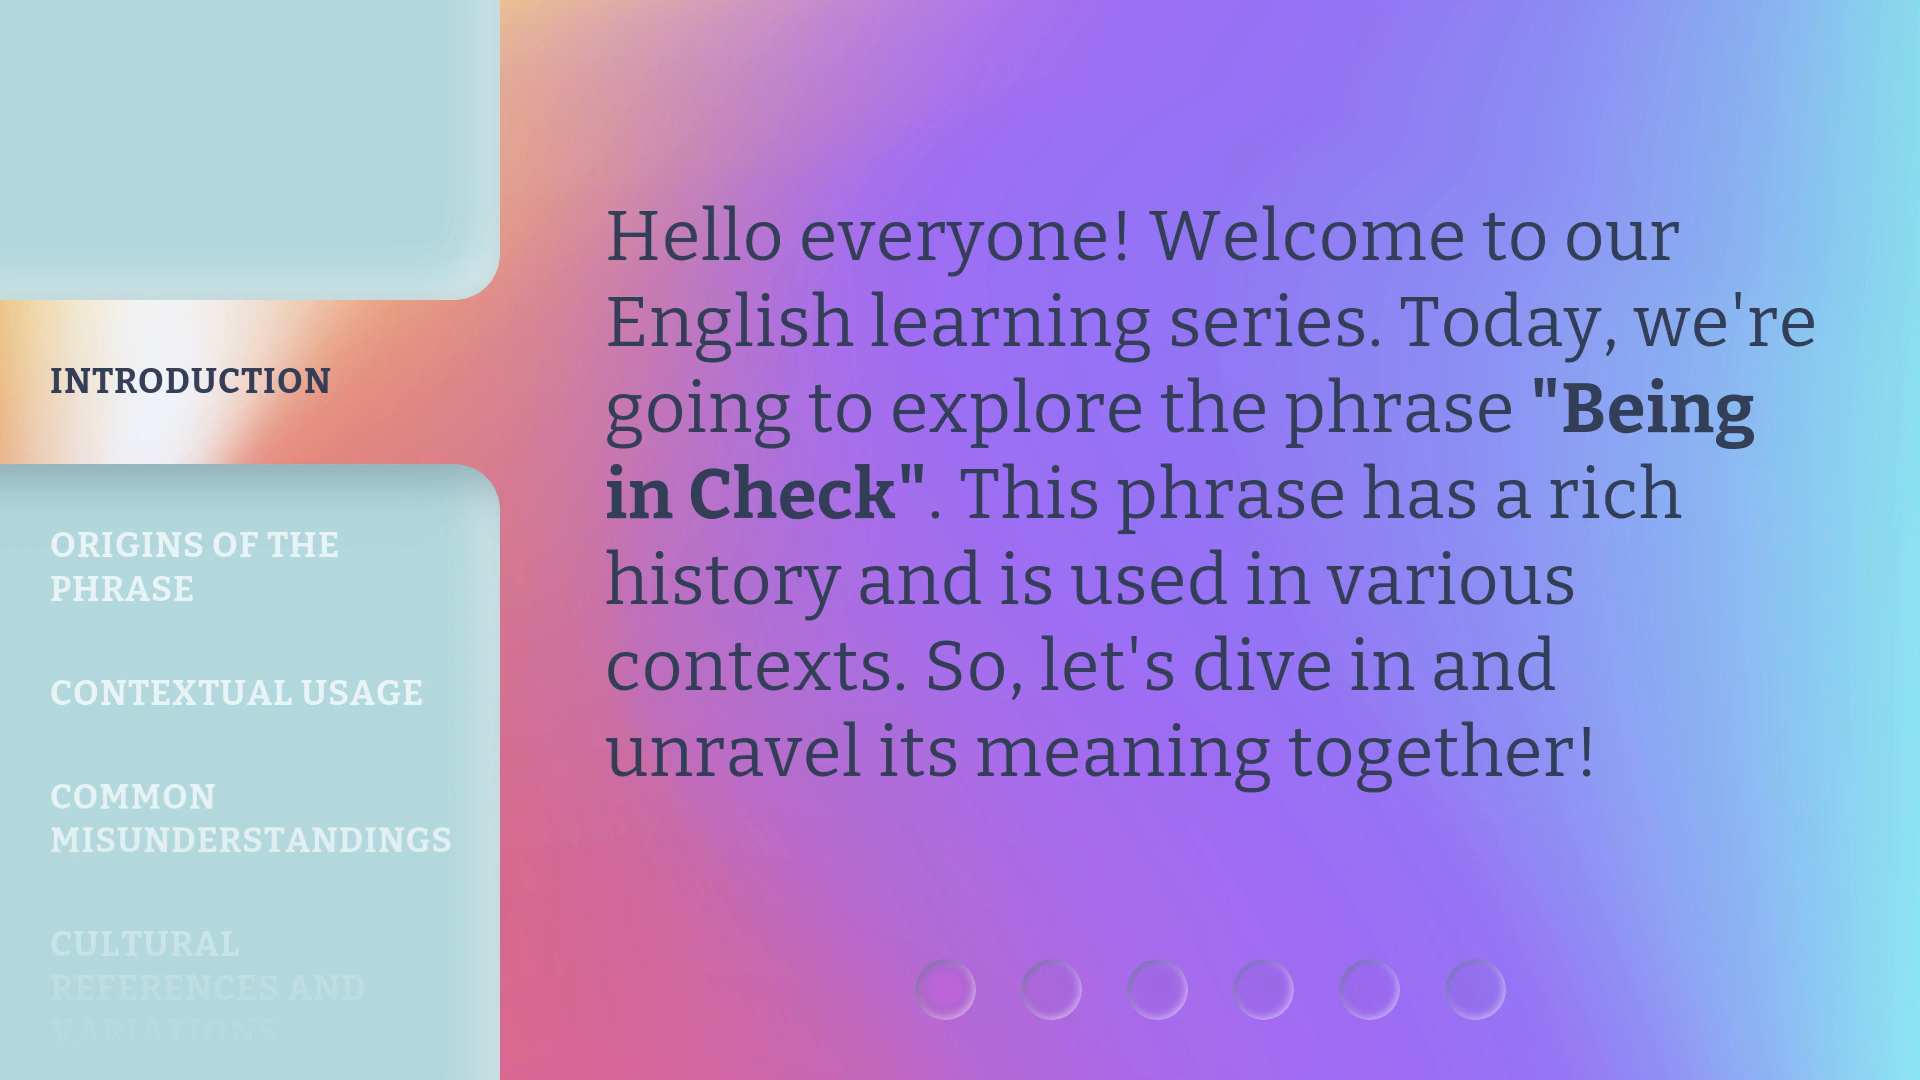 INTRODUCTION
ORIGINS OF THE
PHRASE
CONTEXTUAL USAGE
COMMON
MISUNDERSTANDINGS
CULTURAL
REFERENCES AND
VARIATIONS
Hello everyone! Welcome to our
English learning series. Today, we're
going to explore the phrase "Being
in Check". This phrase has a rich
history and is used in various
contexts. So, let's dive in and
unravel its meaning together!